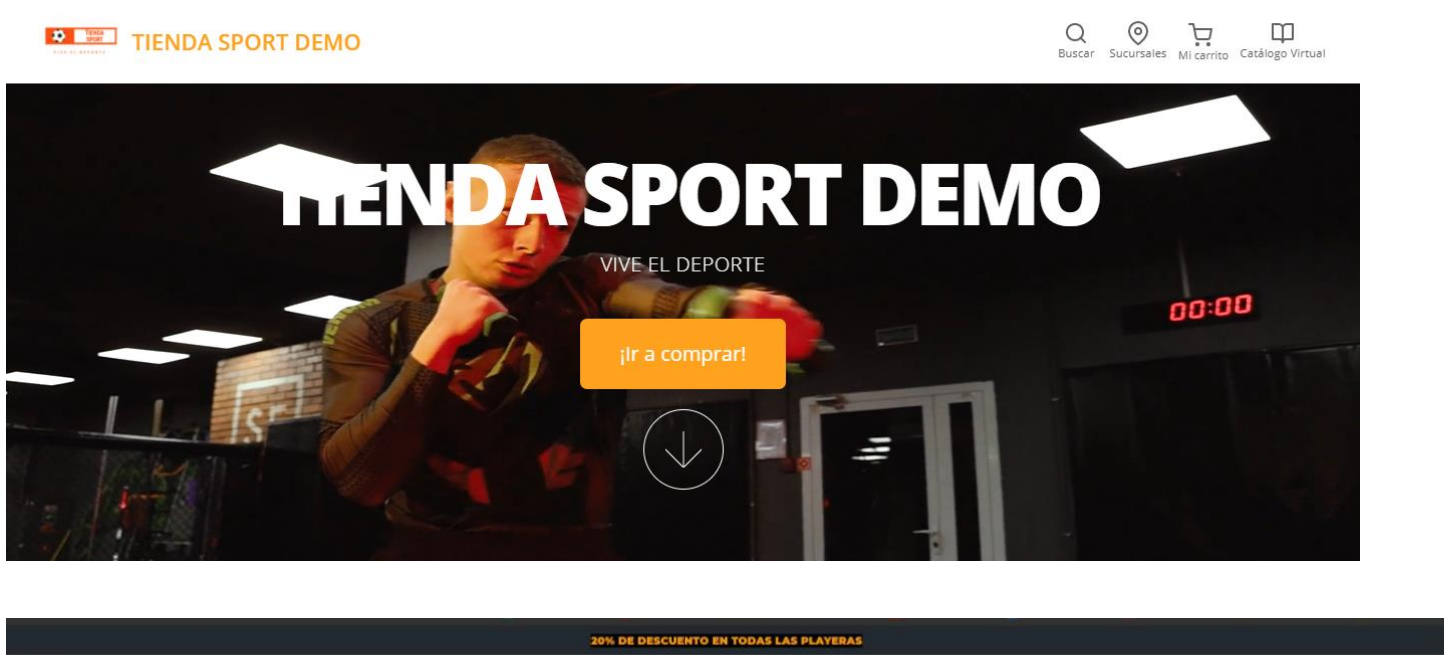 TIENDA SPORT
VIVE EL DEPORTE
TIENDA SPORT DEMO
Buscar
Sucursales
Mi carrito
Catálogo Virtual
TIENDA SPORT DEMO
VIVE EL DEPORTE
00:00
¡Ir a comprar!
20% DE DESCUENTO EN TODAS LAS PLAYERAS